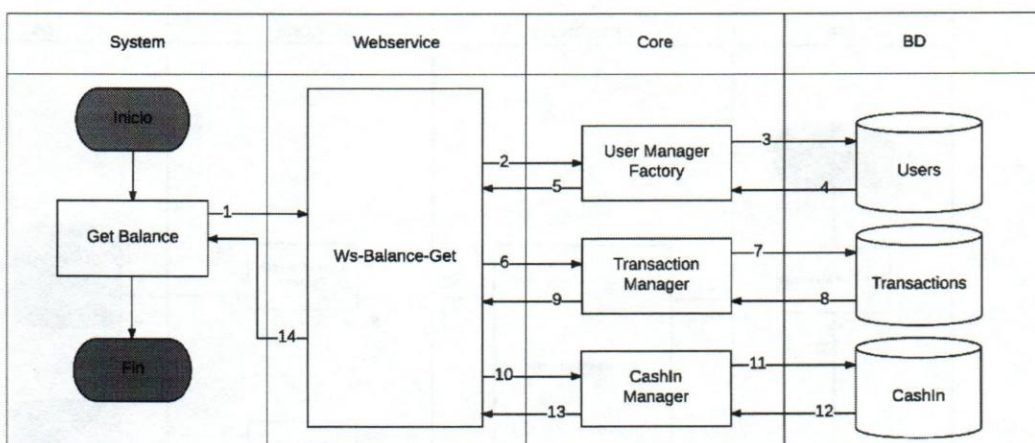 System
Webservice
Core
BD
Inicio
Get Balance
Fin
1
14
Ws-Balance-Get
2
5
6
9
10
13
User Manager
Factory
Transaction
Manager
CashIn
Manager
3
4
7
8
11
12
Users
Transactions
CashIn